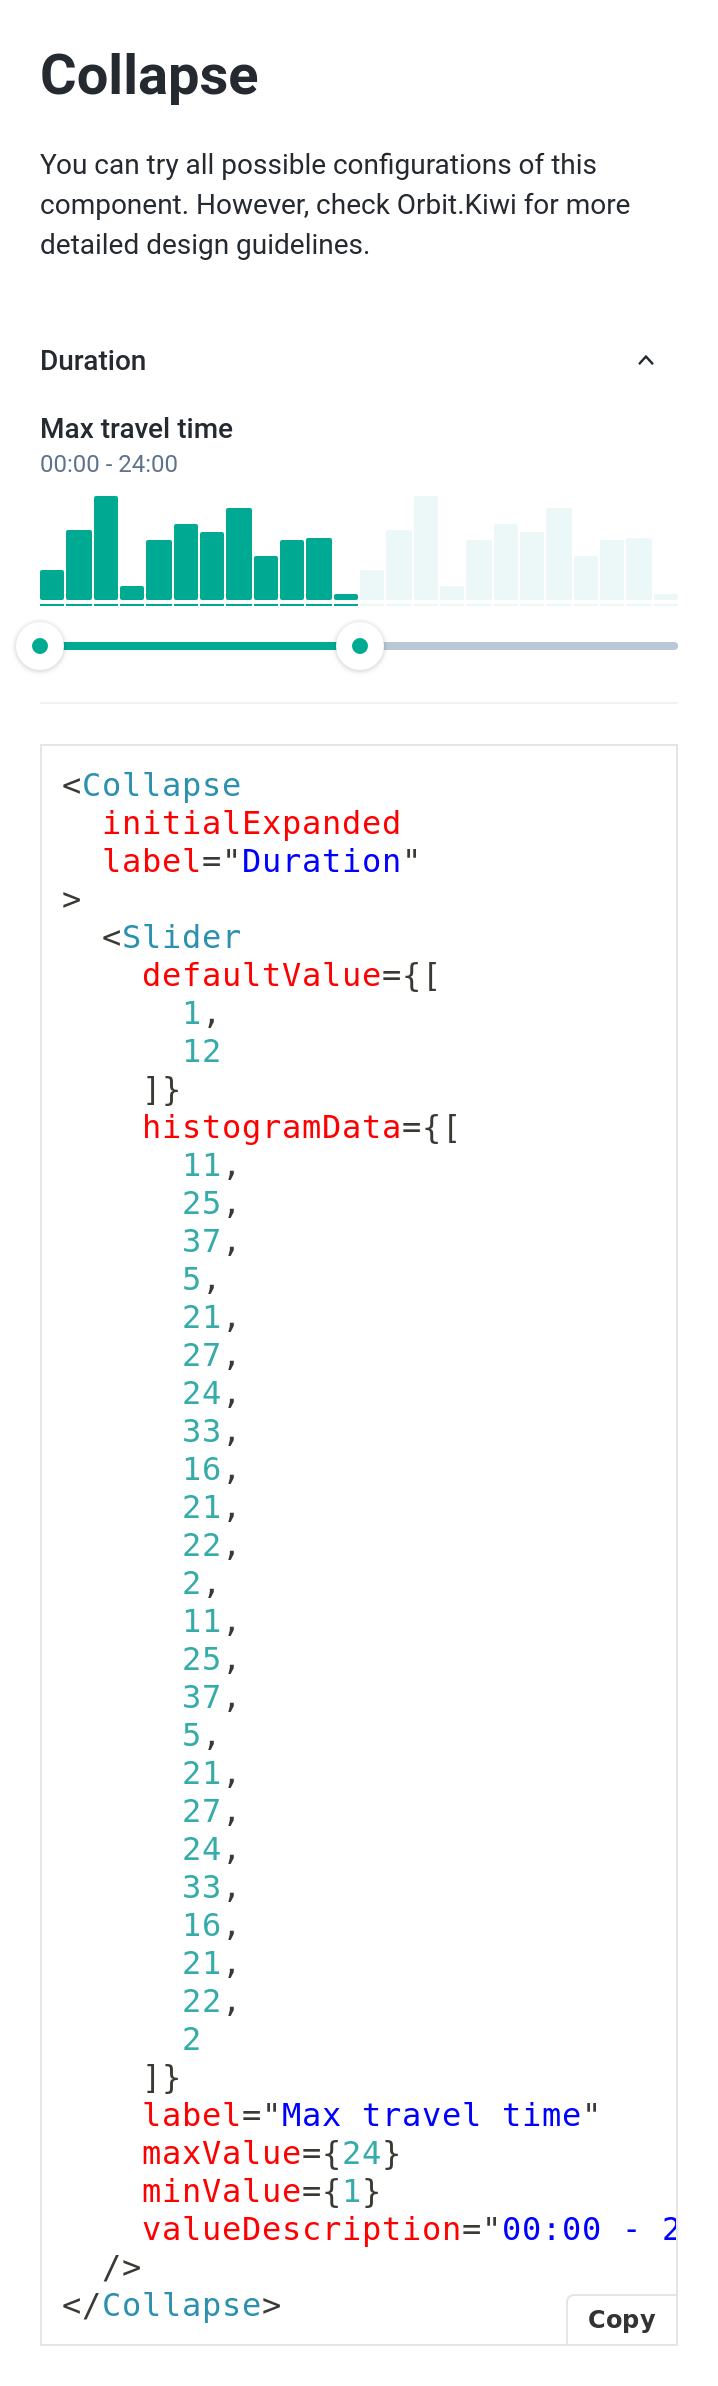 Collapse
You can try all possible configurations of this
component. However, check Orbit.Kiwi for more
detailed design guidelines.
Duration
Max travel time
00:00 - 24:00
<Collapse
  initialExpanded
  label="Duration"
>
  <Slider
    defaultValue={[
      1,
      12
    ]}
    histogramData={[
      11,
      25,
      37,
      5,
      21,
      27,
      24,
      33,
      16,
      21,
      22,
      2,
      11,
      25,
      37,
      5,
      21,
      27,
      24,
      33,
      16,
      21,
      22,
      2
    ]}
    label="Max travel time"
    maxValue={24}
    minValue={1}
    valueDescription="00:00 - 2
  />
</Collapse>
Copy